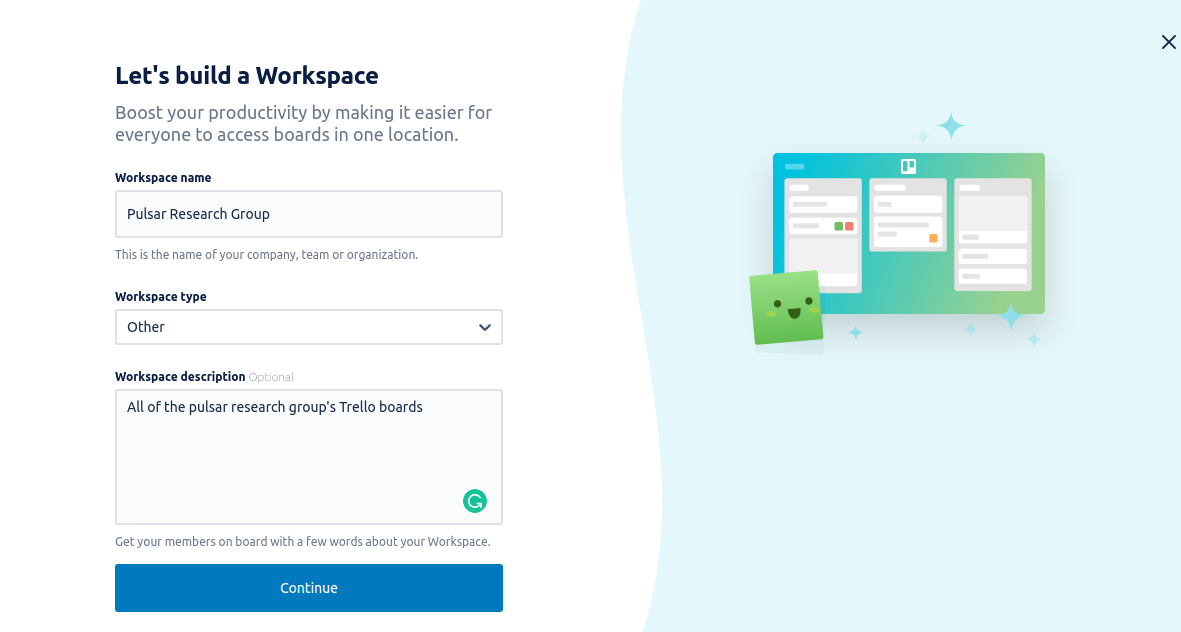 Let's build a Workspace
Boost your productivity by making it easier for
everyone to access boards in one location.
Workspace name
Pulsar Research Group
This is the name of your company, team or organization.
Workspace type
Other
Workspace description Optional
All of the pulsar research group's Trello boards
Get your members on board with a few words about your Workspace.
Continue